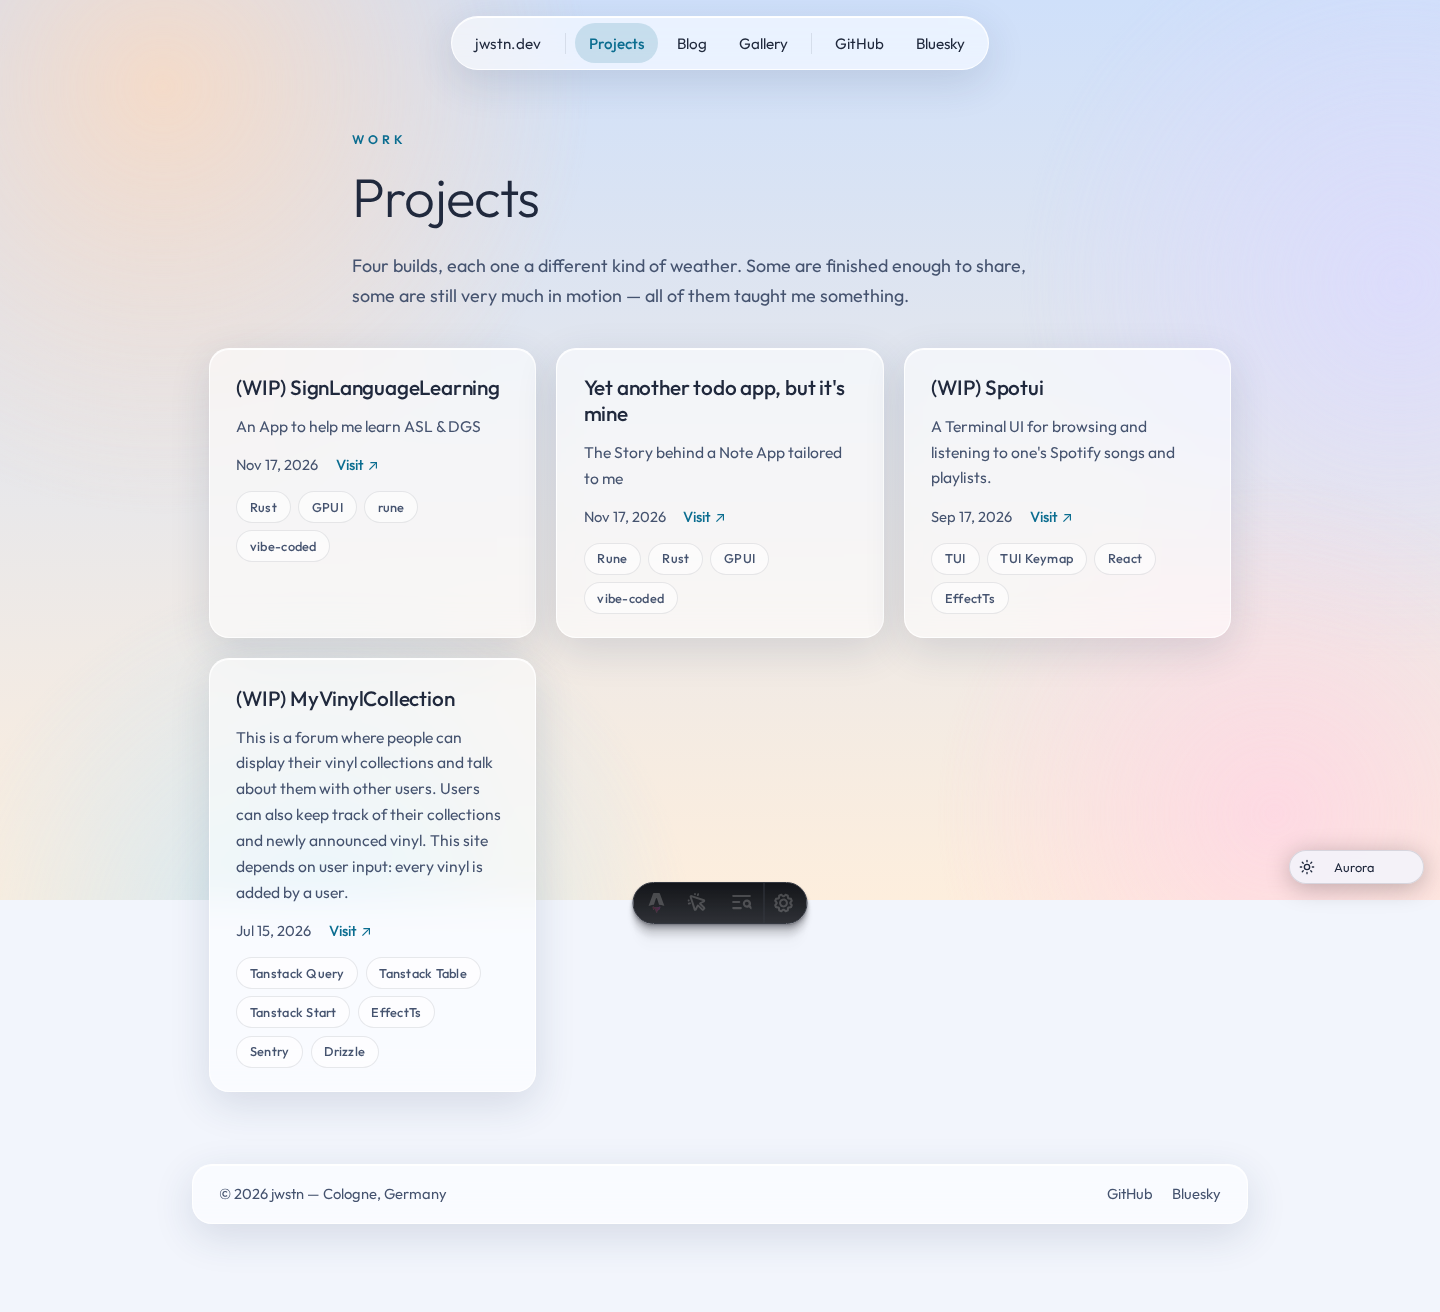 jwstn.dev Projects Blog Gallery GitHub Bluesky
WORK
Projects
Four builds, each one a different kind of weather. Some are finished enough to share,
some are still very much in motion — all of them taught me something.
(WIP) SignLanguageLearning
An App to help me learn ASL & DGS
Nov 17, 2026 Visit ↗
Rust GPUI rune
vibe-coded
Yet another todo app, but it's
mine
The Story behind a Note App tailored
to me
Nov 17, 2026 Visit ↗
Rune Rust GPUI
vibe-coded
(WIP) Spotui
A Terminal UI for browsing and
listening to one's Spotify songs and
playlists.
Sep 17, 2026 Visit ↗
TUI TUI Keymap React
EffectTs
(WIP) MyVinylCollection
This is a forum where people can
display their vinyl collections and talk
about them with other users. Users
can also keep track of their collections
and newly announced vinyl. This site
depends on user input: every vinyl is
added by a user.
Jul 15, 2026 Visit ↗
Tanstack Query Tanstack Table
Tanstack Start EffectTs
Sentry Drizzle
Aurora
© 2026 jwstn — Cologne, Germany GitHub Bluesky